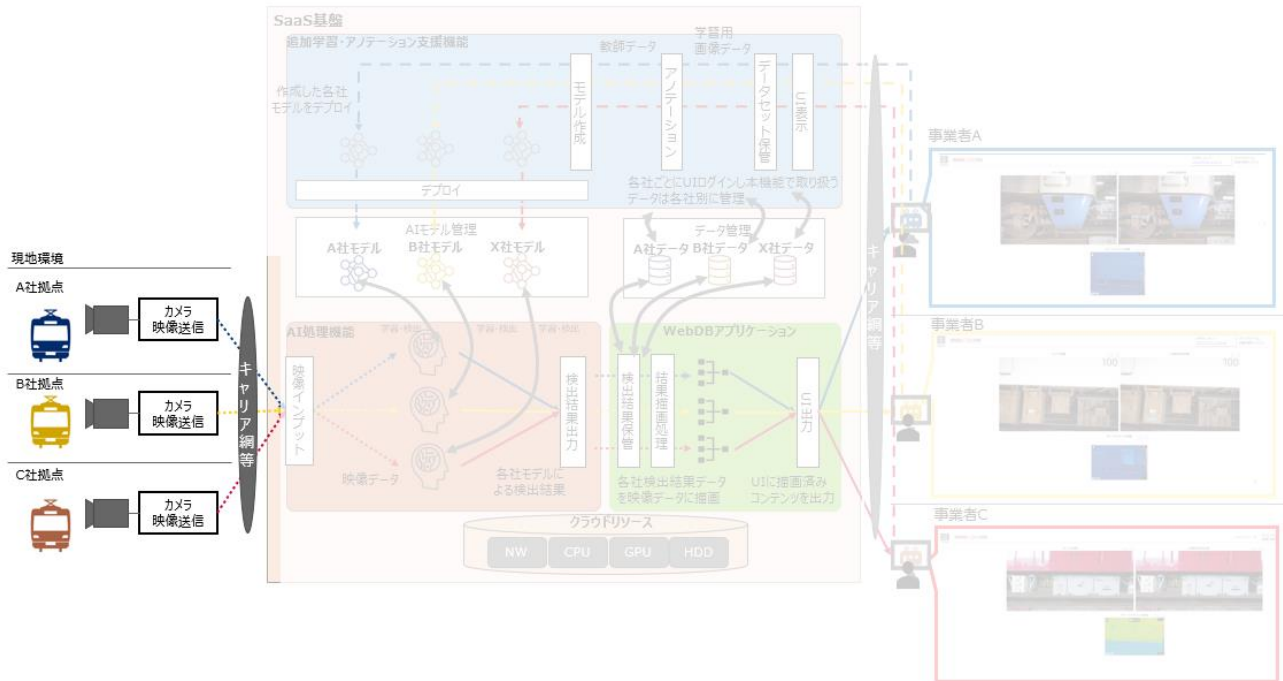 SaaS基盤
追加学習・アノテーション支援機能
教師データ
学習用
画像データ
作成した各社
モデルをデプロイ
モデル作成
アノテーション
データセット保管
UI表示
デプロイ
各社ごとにUIログインし本機能で取り扱う
データは各社別に管理
AIモデル管理
A社モデル
B社モデル
X社モデル
データ管理
A社データ
B社データ
X社データ
現地環境
A社拠点
カメラ
映像送信
B社拠点
カメラ
映像送信
C社拠点
カメラ
映像送信
キャリア網等
AI処理機能
学習・検出
学習・検出
学習・検出
映像インプット
映像データ
検出結果出力
各社モデルに
よる検出結果
WebDBアプリケーション
検出結果保管
結果描画処理
UI出力
各社検出結果データ
を映像データに描画
UIに描画済み
コンテンツを出力
クラウドリソース
NW
CPU
GPU
HDD
キャリア網等
事業者A
事業者B
100
100
事業者C